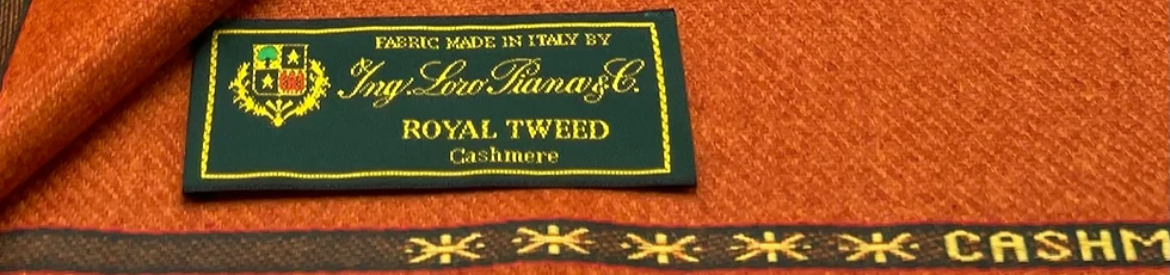 FABRIC MADE IN ITALY BY
Ing. Loro Piana & C.
ROYAL TWEED
Cashmere
CASHM